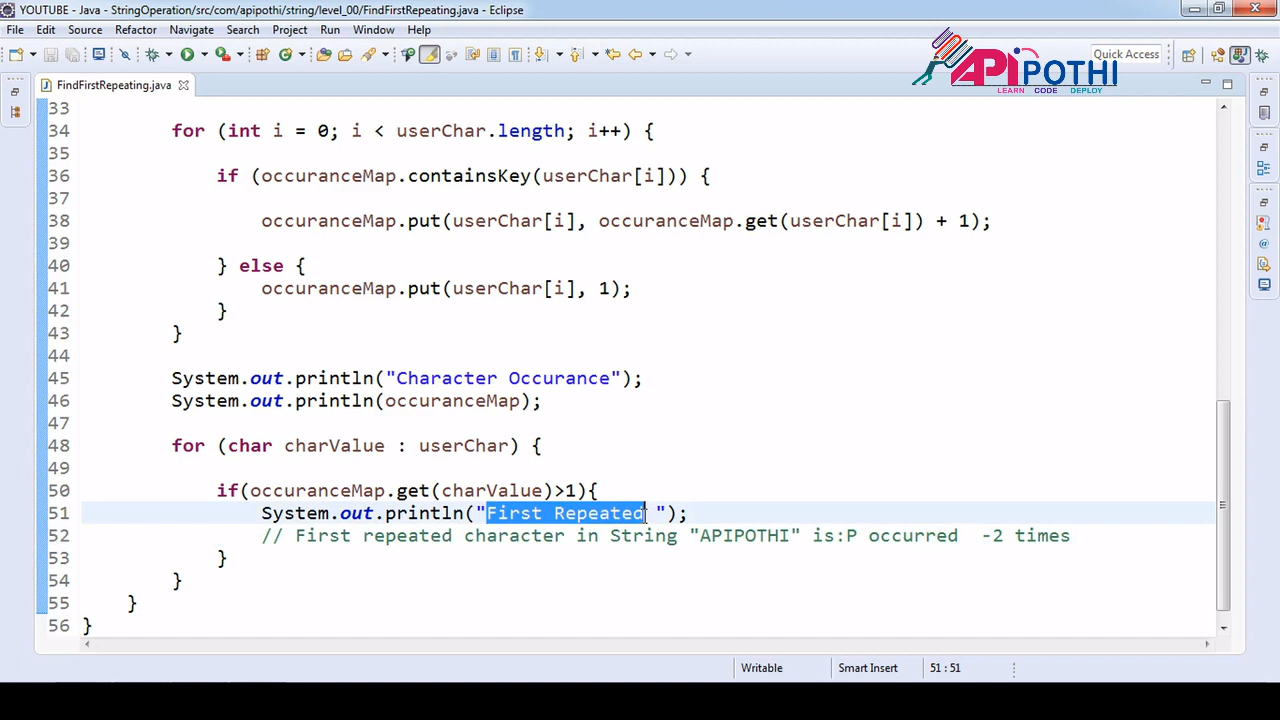 YOUTUBE - Java - StringOperation/src/com/apipothi/string/level_00/FindFirstRepeating.java - Eclipse
File Edit Source Refactor Navigate Search Project Run Window Help
Quick Access
APIPOTHI
LEARN CODE DEPLOY
FindFirstRepeating.java
33
34 for (int i = 0; i < userChar.length; i++) {
35
36 if (occuranceMap.containsKey(userChar[i])) {
37
38 occuranceMap.put(userChar[i], occuranceMap.get(userChar[i]) + 1);
39
40 } else {
41 occuranceMap.put(userChar[i], 1);
42 }
43 }
44
45 System.out.println("Character Occurance");
46 System.out.println(occuranceMap);
47
48 for (char charValue : userChar) {
49
50 if(occuranceMap.get(charValue)>1){
51 System.out.println("First Repeated ");
52 // First repeated character in String "APIPOTHI" is:P occurred  -2 times
53 }
54 }
55 }
56 }
Writable Smart Insert 51 : 51